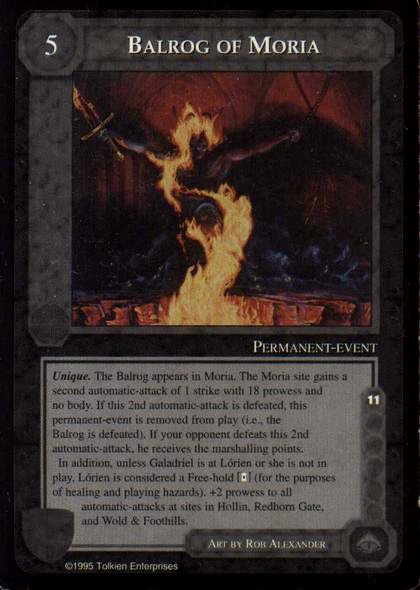 5
BALROG OF MORIA
PERMANENT-EVENT
Unique. The Balrog appears in Moria. The Moria site gains a
second automatic-attack of 1 strike with 18 prowess and
no body. If this 2nd automatic-attack is defeated, this
permanent-event is removed from play (i.e., the
Balrog is defeated). If your opponent defeats this 2nd
automatic-attack, he receives the marshalling points.
In addition, unless Galadriel is at Lórien or she is not in
play, Lórien is considered a Free-hold [] (for the purposes
of healing and playing hazards). +2 prowess to all
automatic-attacks at sites in Hollin, Redhorn Gate,
and Wold & Foothills.
11
ART BY ROB ALEXANDER
©1995 Tolkien Enterprises